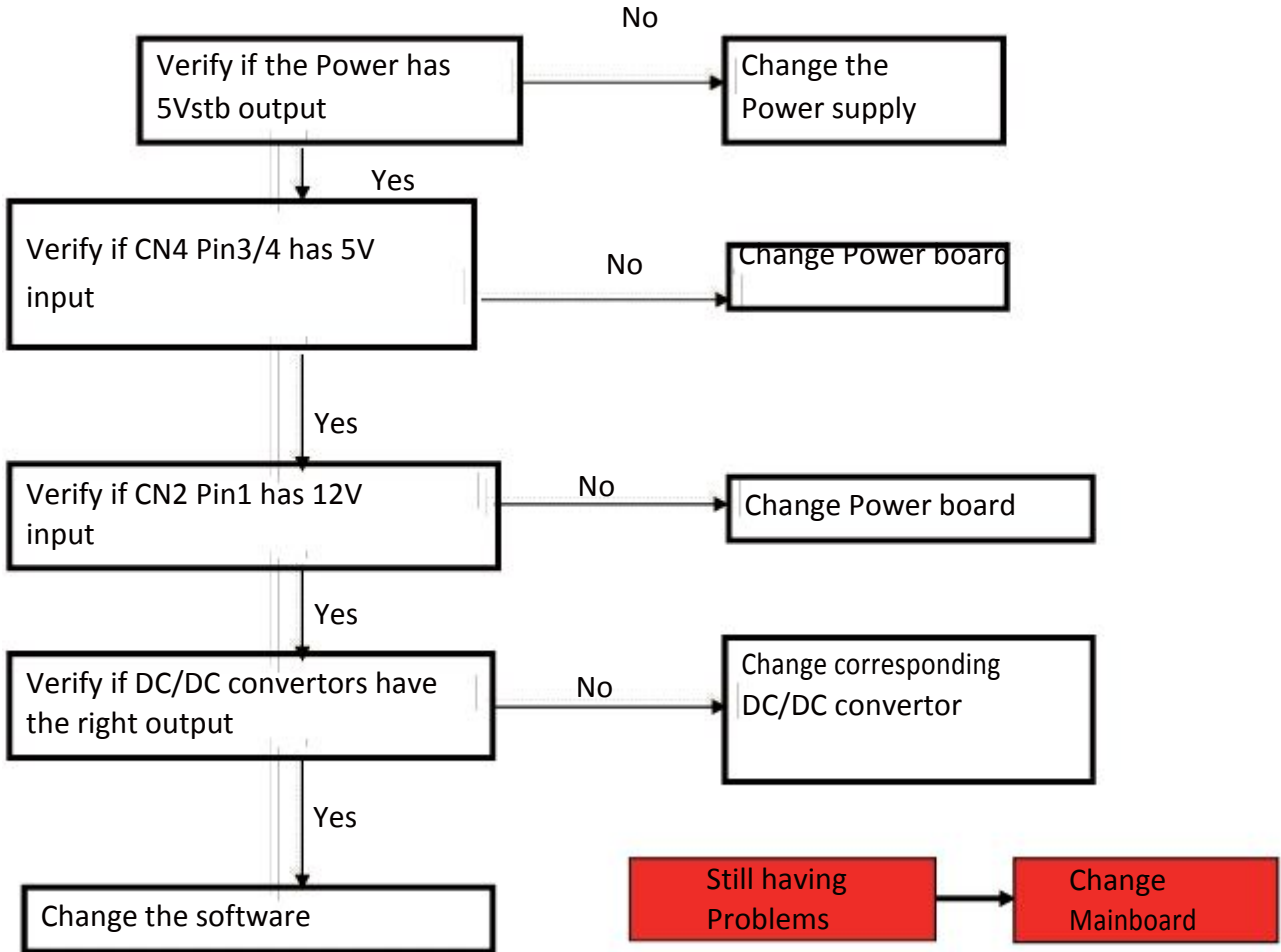 No
Verify if the Power has
5Vstb output
Change the
Power supply
Yes
Verify if CN4 Pin3/4 has 5V
input
No
Change Power board
Yes
Verify if CN2 Pin1 has 12V
input
No
Change Power board
Yes
Verify if DC/DC convertors have
the right output
No
Change corresponding
DC/DC convertor
Yes
Change the software
Still having
Problems
Change
Mainboard